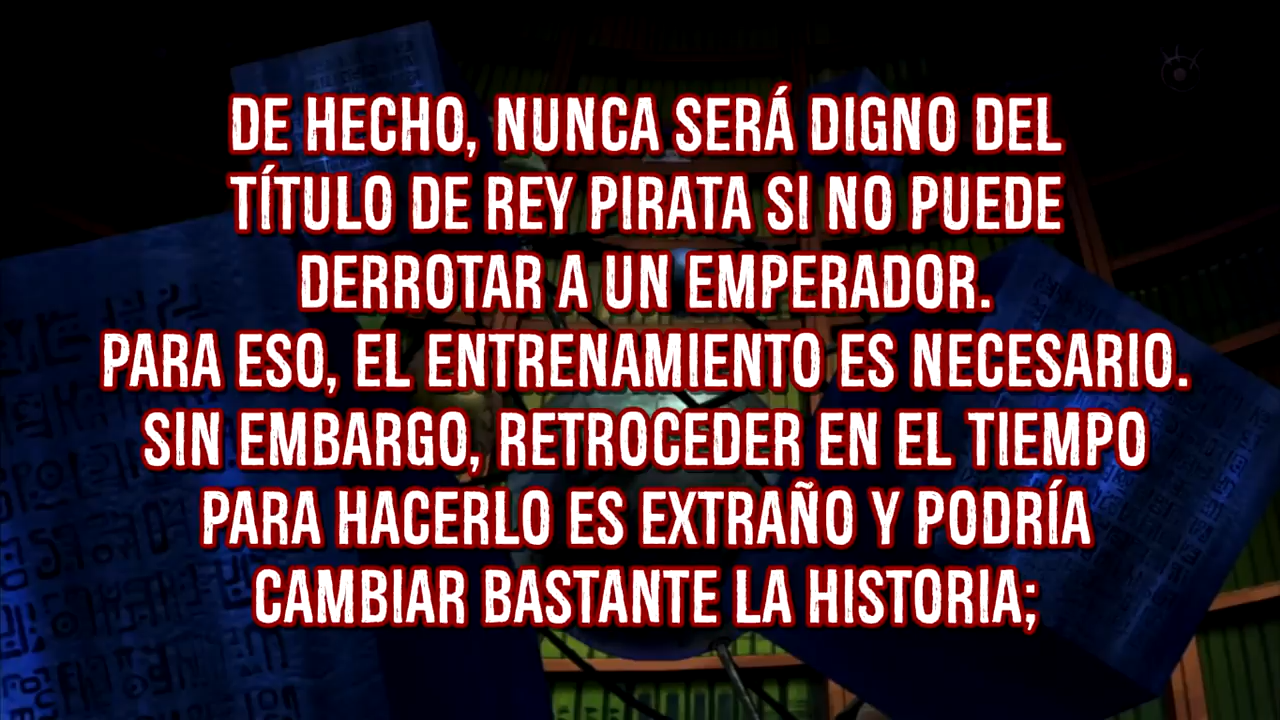 DE HECHO, NUNCA SERÁ DIGNO DEL
TÍTULO DE REY PIRATA SI NO PUEDE
DERROTAR A UN EMPERADOR.
PARA ESO, EL ENTRENAMIENTO ES NECESARIO.
SIN EMBARGO, RETROCEDER EN EL TIEMPO
PARA HACERLO ES EXTRAÑO Y PODRÍA
CAMBIAR BASTANTE LA HISTORIA;